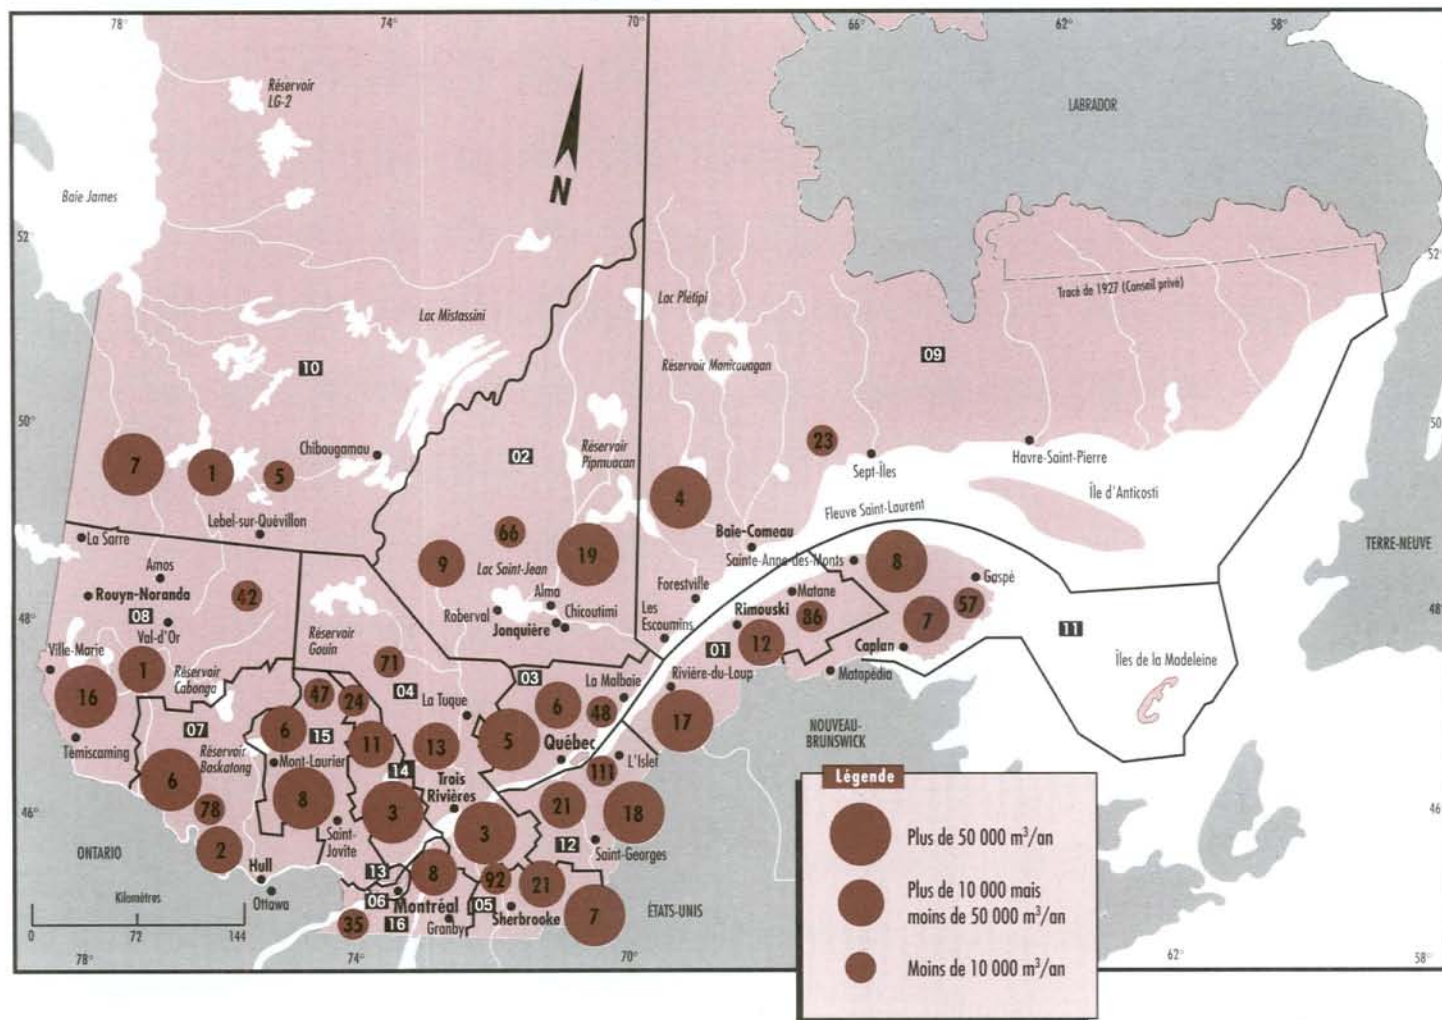 78°
74°
70°
66°
62°
58°
Réservoir
LG-2
LABRADOR
N
Baie James
52°
52°
Tracé de 1927 (Conseil privé)
Lac Plétipi
Lac Mistassini
Réservoir Manicouagan
09
10
50°
50
Chibougamau
02
Réservoir
Pipmuacan
23
Sept-Îles
Havre-Saint-Pierre
7
1
5
4
Île d'Anticosti
Fleuve Saint-Laurent
Lebel-sur-Quévillon
66
19
9
Lac Saint-Jean
Baie-Comeau
Sainte-Anne-des-Monts
8
TERRE-NEUVE
La Sarre
Amos
Rouyn-Noranda
42
Alma
Roberval
Chicoutimi
Jonquière
Forestville
Les
Escoumins
Matane
Rimouski
86
Gaspé
57
7
48°
48
08
Val-d'Or
Réservoir
Gouin
01
12
Caplan
11
Ville-Marie
1
Réservoir
Cabonga
71
04
03
La Malbaie
Rivière-du-Loup
Matapédia
Îles de la Madeleine
16
47
24
La Tuque
6
48
17
07
6
15
11
13
5
Québec
NOUVEAU-
BRUNSWICK
Témiscaming
Réservoir
Baskatong
Mont-Laurier
14
Trois
Rivières
L'Islet
111
6
8
3
3
21
18
46°
46
78
Saint-
Jovite
12
Saint-Georges
2
ONTARIO
Hull
Ottawa
13
8
92
21
06
Montréal
05
Sherbrooke
7
ÉTATS-UNIS
35
16
Granby
Kilomètres
0
72
144
78°
74°
70°
62°
58°
Légende
Plus de 50 000 m³/an
Plus de 10 000 mais
moins de 50 000 m³/an
Moins de 10 000 m³/an